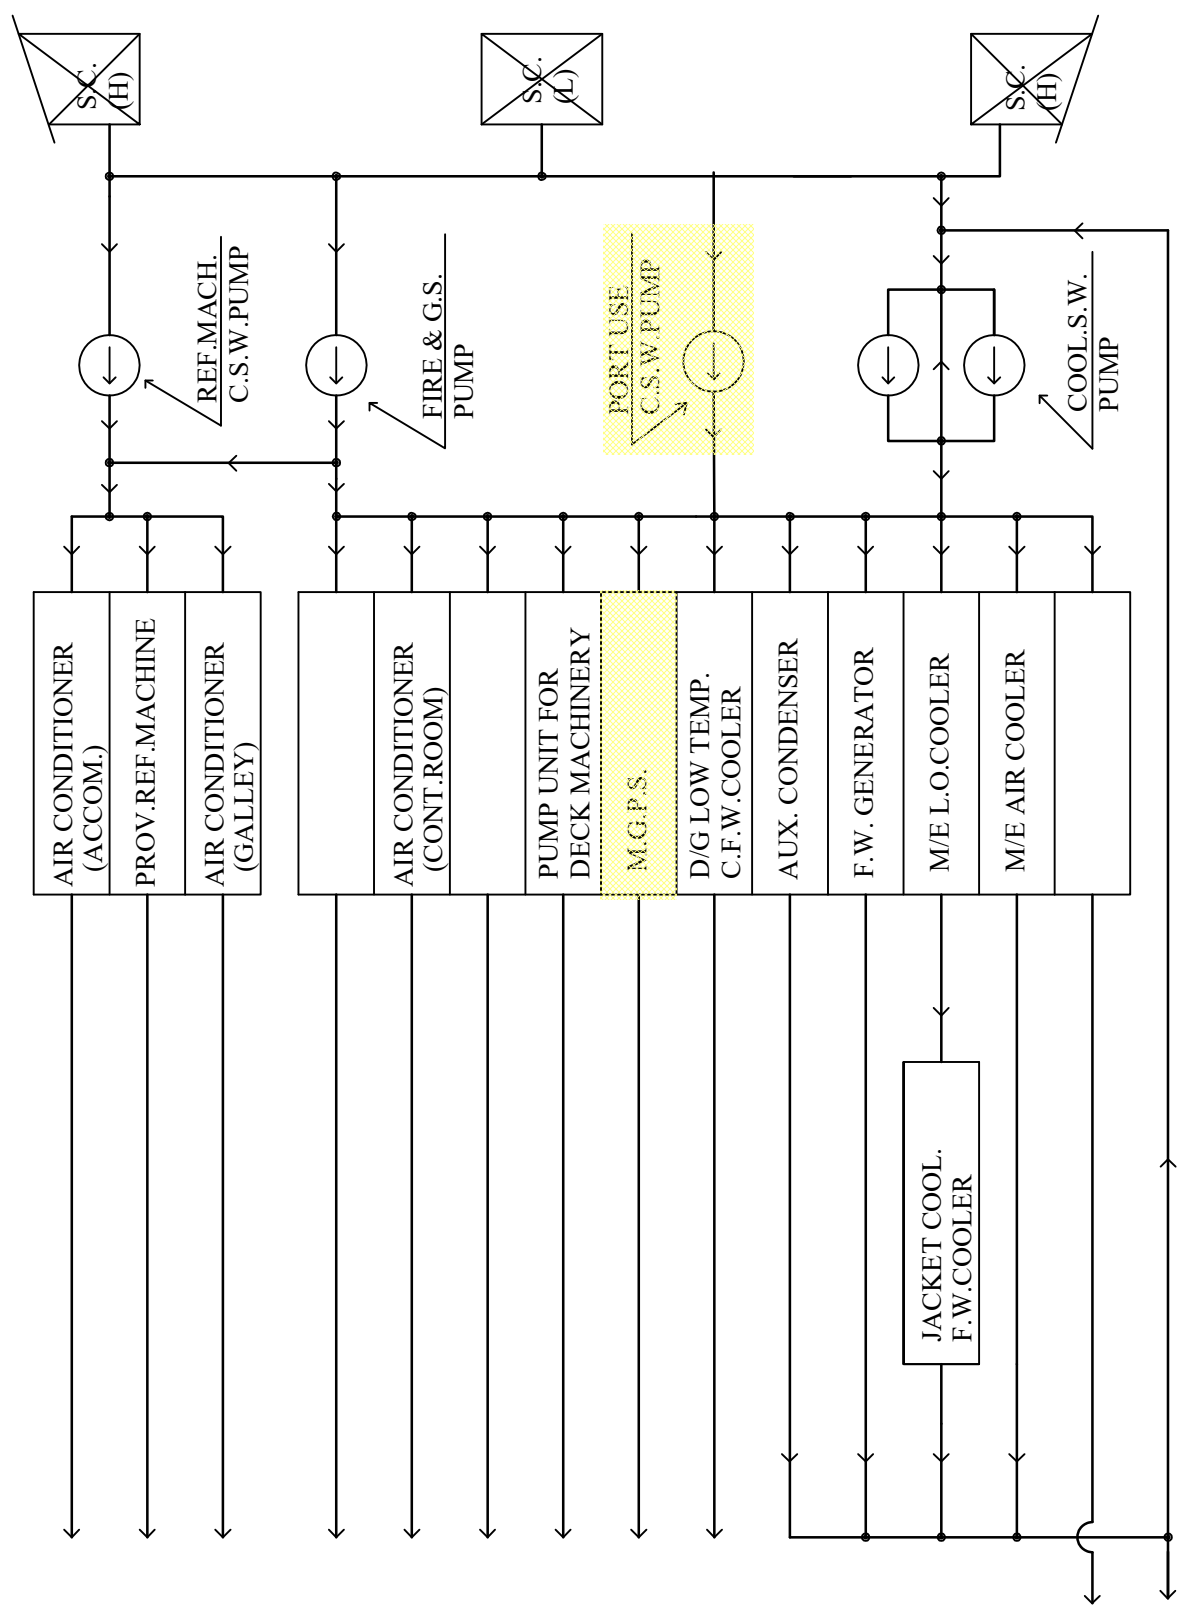 S.C.
(H)
S.C.
(L)
S.C.
(H)
REF.MACH.
C.S.W.PUMP
FIRE & G.S.
PUMP
PORT USE
C.S.W.PUMP
COOL.S.W.
PUMP
AIR CONDITIONER
(ACCOM.)
PROV.REF.MACHINE
AIR CONDITIONER
(GALLEY)
AIR CONDITIONER
(CONT.ROOM)
PUMP UNIT FOR
DECK MACHINERY
M.G.P.S.
D/G LOW TEMP.
C.F.W.COOLER
AUX. CONDENSER
F.W. GENERATOR
M/E L.O.COOLER
M/E AIR COOLER
JACKET COOL.
F.W.COOLER